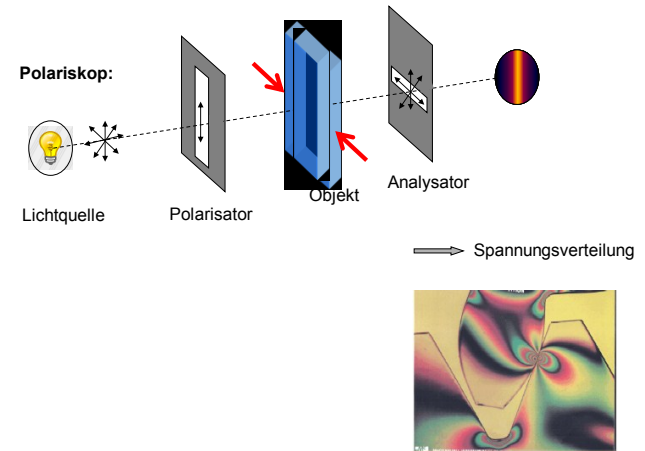 Polariskop:
Lichtquelle
Polarisator
Objekt
Analysator
Spannungsverteilung